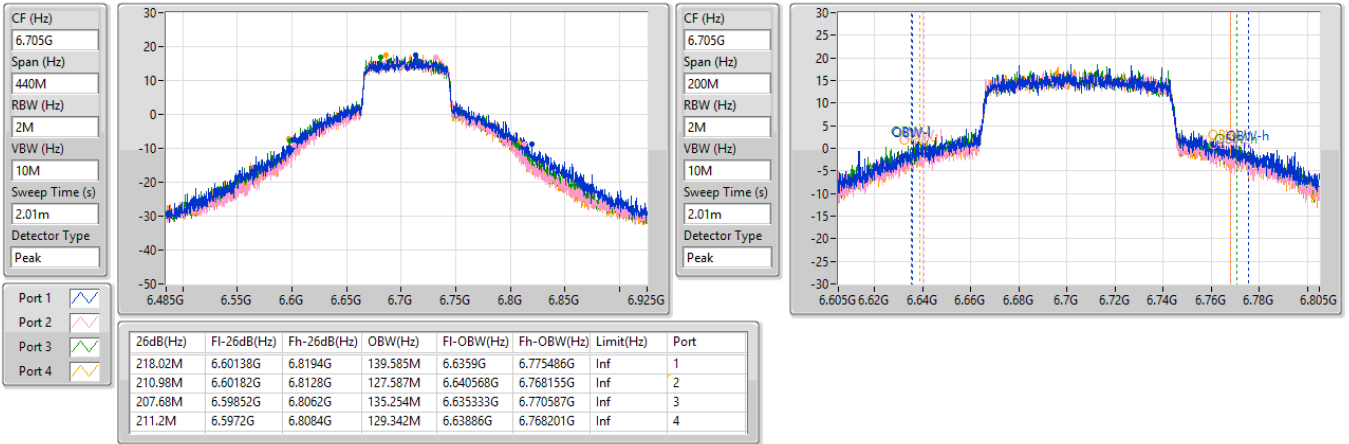 CF (Hz)
6.705G
Span (Hz)
440M
RBW (Hz)
2M
VBW (Hz)
10M
Sweep Time (s)
2.01m
Detector Type
Peak
30
20
10
0
-10
-20
-30
-40
-50
6.485G 6.55G 6.6G 6.65G 6.7G 6.75G 6.8G 6.85G 6.925G
CF (Hz)
6.705G
Span (Hz)
200M
RBW (Hz)
2M
VBW (Hz)
10M
Sweep Time (s)
2.01m
Detector Type
Peak
30
25
20
15
10
5
0
-5
-10
-15
-20
-25
-30
OBW-l
OBW-h
6.605G 6.62G 6.64G 6.66G 6.68G 6.7G 6.72G 6.74G 6.76G 6.78G 6.805G
Port 1
Port 2
Port 3
Port 4
26dB(Hz) Fl-26dB(Hz) Fh-26dB(Hz) OBW(Hz) Fl-OBW(Hz) Fh-OBW(Hz) Limit(Hz) Port
218.02M 6.60138G 6.8194G 139.585M 6.6359G 6.775486G Inf 1
210.98M 6.60182G 6.8128G 127.587M 6.640568G 6.768155G Inf 2
207.68M 6.59852G 6.8062G 135.254M 6.635333G 6.770587G Inf 3
211.2M 6.5972G 6.8084G 129.342M 6.63886G 6.768201G Inf 4